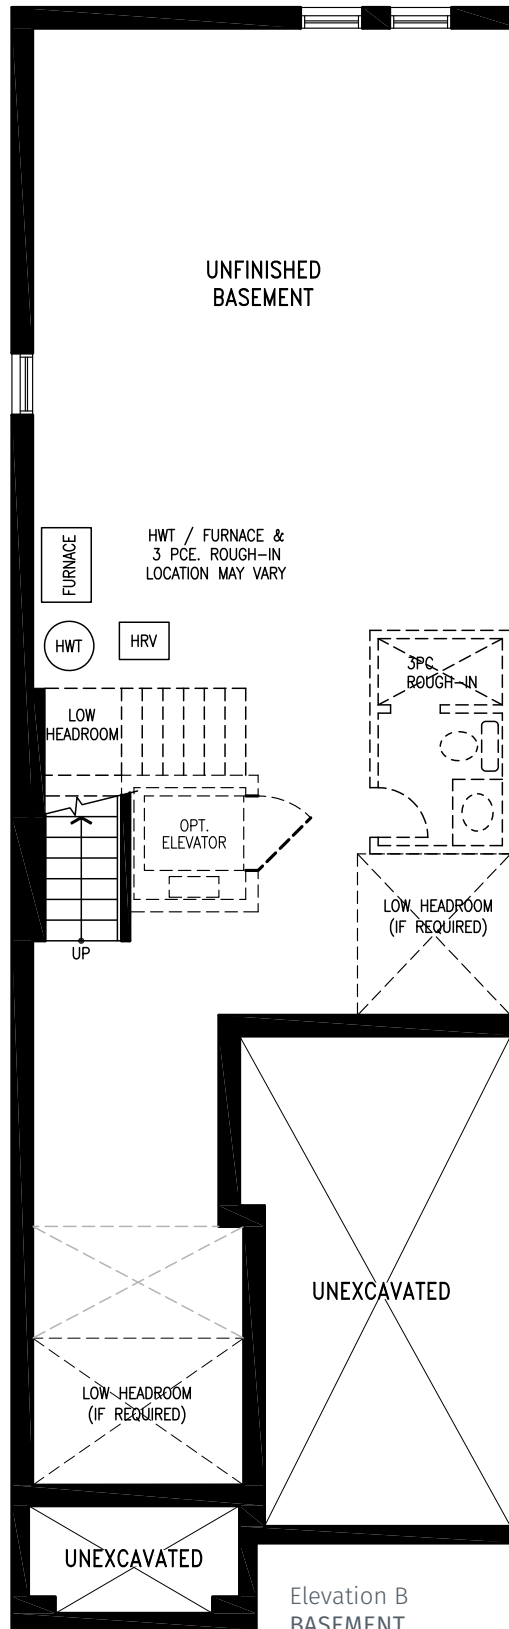 UNFINISHED
BASEMENT
FURNACE
HWT / FURNACE &
3 PCE. ROUGH-IN
LOCATION MAY VARY
HWT
HRV
3PC
ROUGH-IN
LOW
HEADROOM
OPT.
ELEVATOR
LOW HEADROOM
(IF REQUIRED)
UP
UNEXCAVATED
LOW HEADROOM
(IF REQUIRED)
UNEXCAVATED
Elevation B
BASEMENT